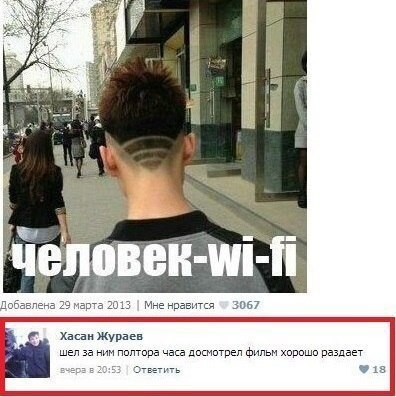 человек-wi-fi
Добавлена 29 марта 2013 | Мне нравится 3067
Хасан Жураев
шел за ним полтора часа досмотрел фильм хорошо раздает
вчера в 20:53 | Ответить 18